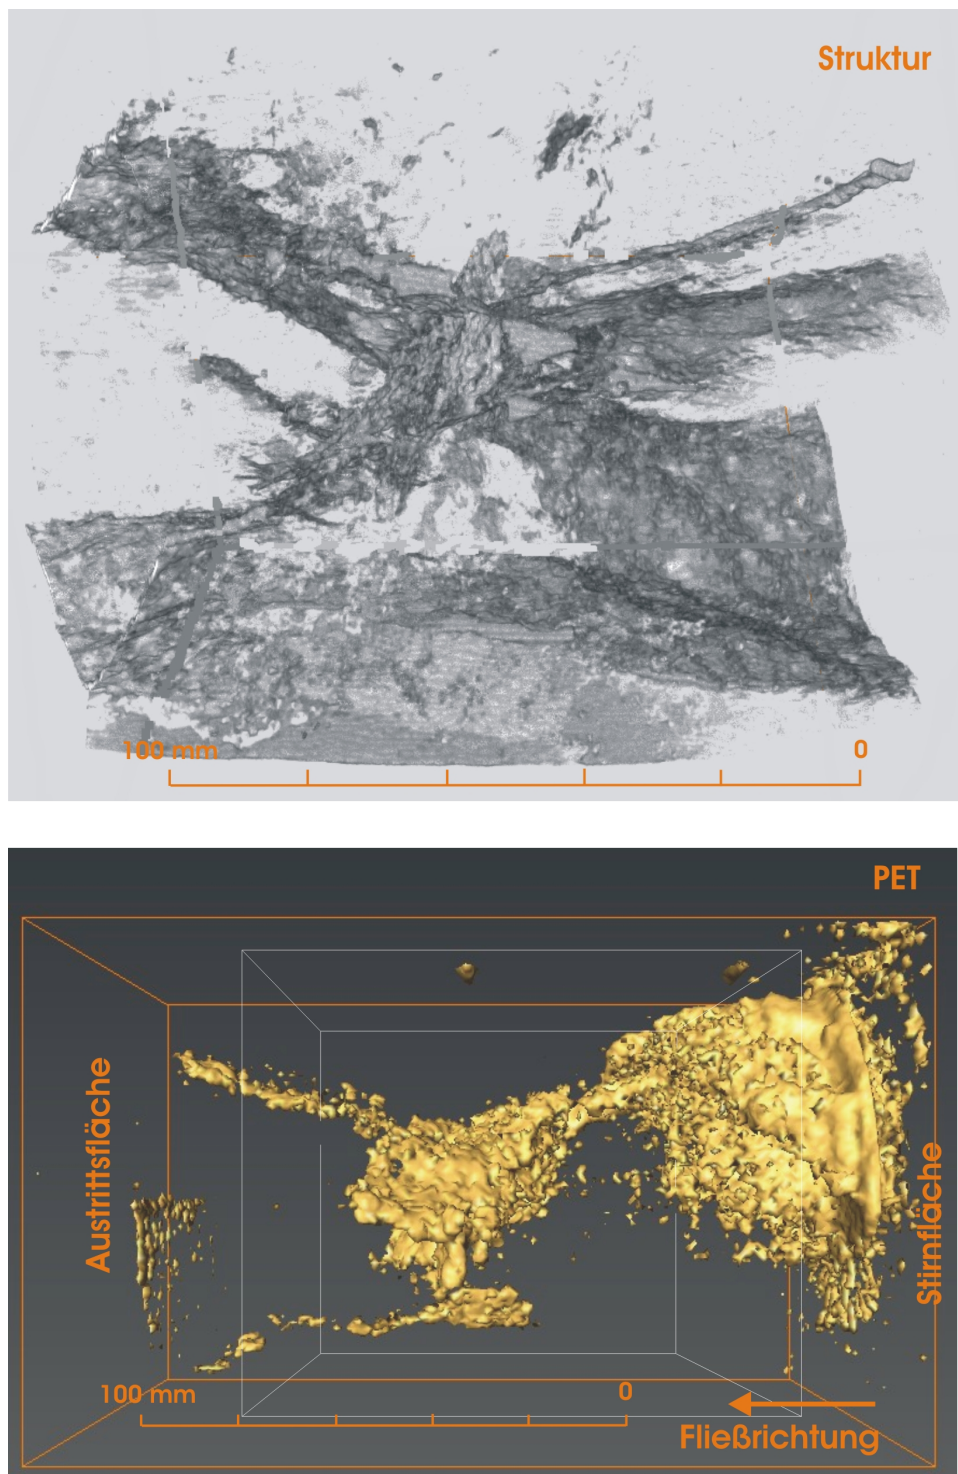 Struktur
100 mm
0
PET
Austrittsfläche
Stirnfläche
100 mm
0
Fließrichtung